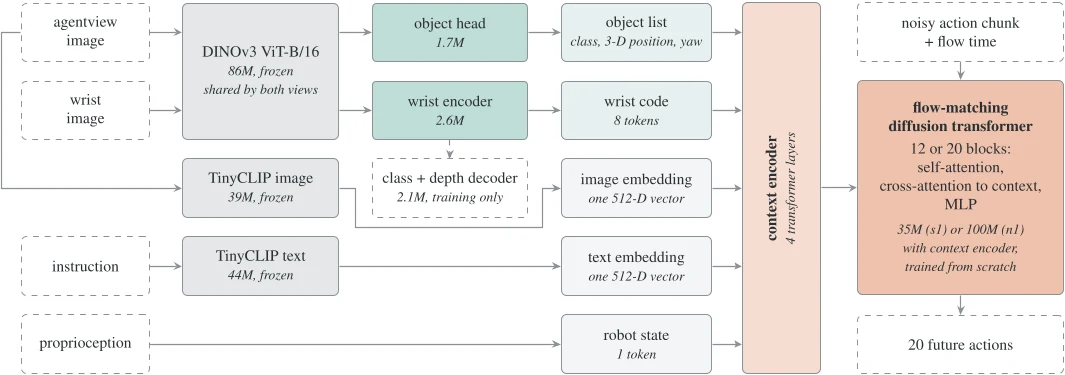 agentview
image
wrist
image
instruction
proprioception
DINOv3 ViT-B/16
86M, frozen
shared by both views
TinyCLIP image
39M, frozen
TinyCLIP text
44M, frozen
object head
1.7M
wrist encoder
2.6M
class + depth decoder
2.1M, training only
object list
class, 3-D position, yaw
wrist code
8 tokens
image embedding
one 512-D vector
text embedding
one 512-D vector
robot state
1 token
context encoder
4 transformer layers
noisy action chunk
+ flow time
flow-matching
diffusion transformer
12 or 20 blocks:
self-attention,
cross-attention to context,
MLP
35M (s1) or 100M (n1)
with context encoder,
trained from scratch
20 future actions